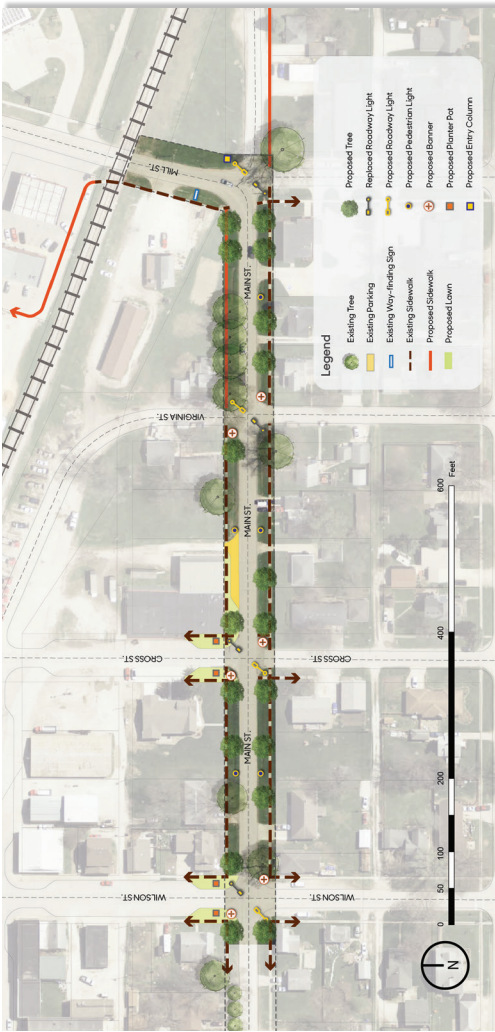 WILSON ST.
CROSS ST.
VIRGINIA ST.
MILL ST.
MAIN ST.
MAIN ST.
MAIN ST.
WILSON ST.
CROSS ST.
Legend
Existing Tree
Existing Parking
Existing Way-finding Sign
Existing Sidewalk
Proposed Sidewalk
Proposed Lawn
Proposed Tree
Replaced Roadway Light
Proposed Roadway Light
Proposed Pedestrian Light
Proposed Banner
Proposed Planter Pot
Proposed Entry Column
N
0 50 100 200 400 600
Feet